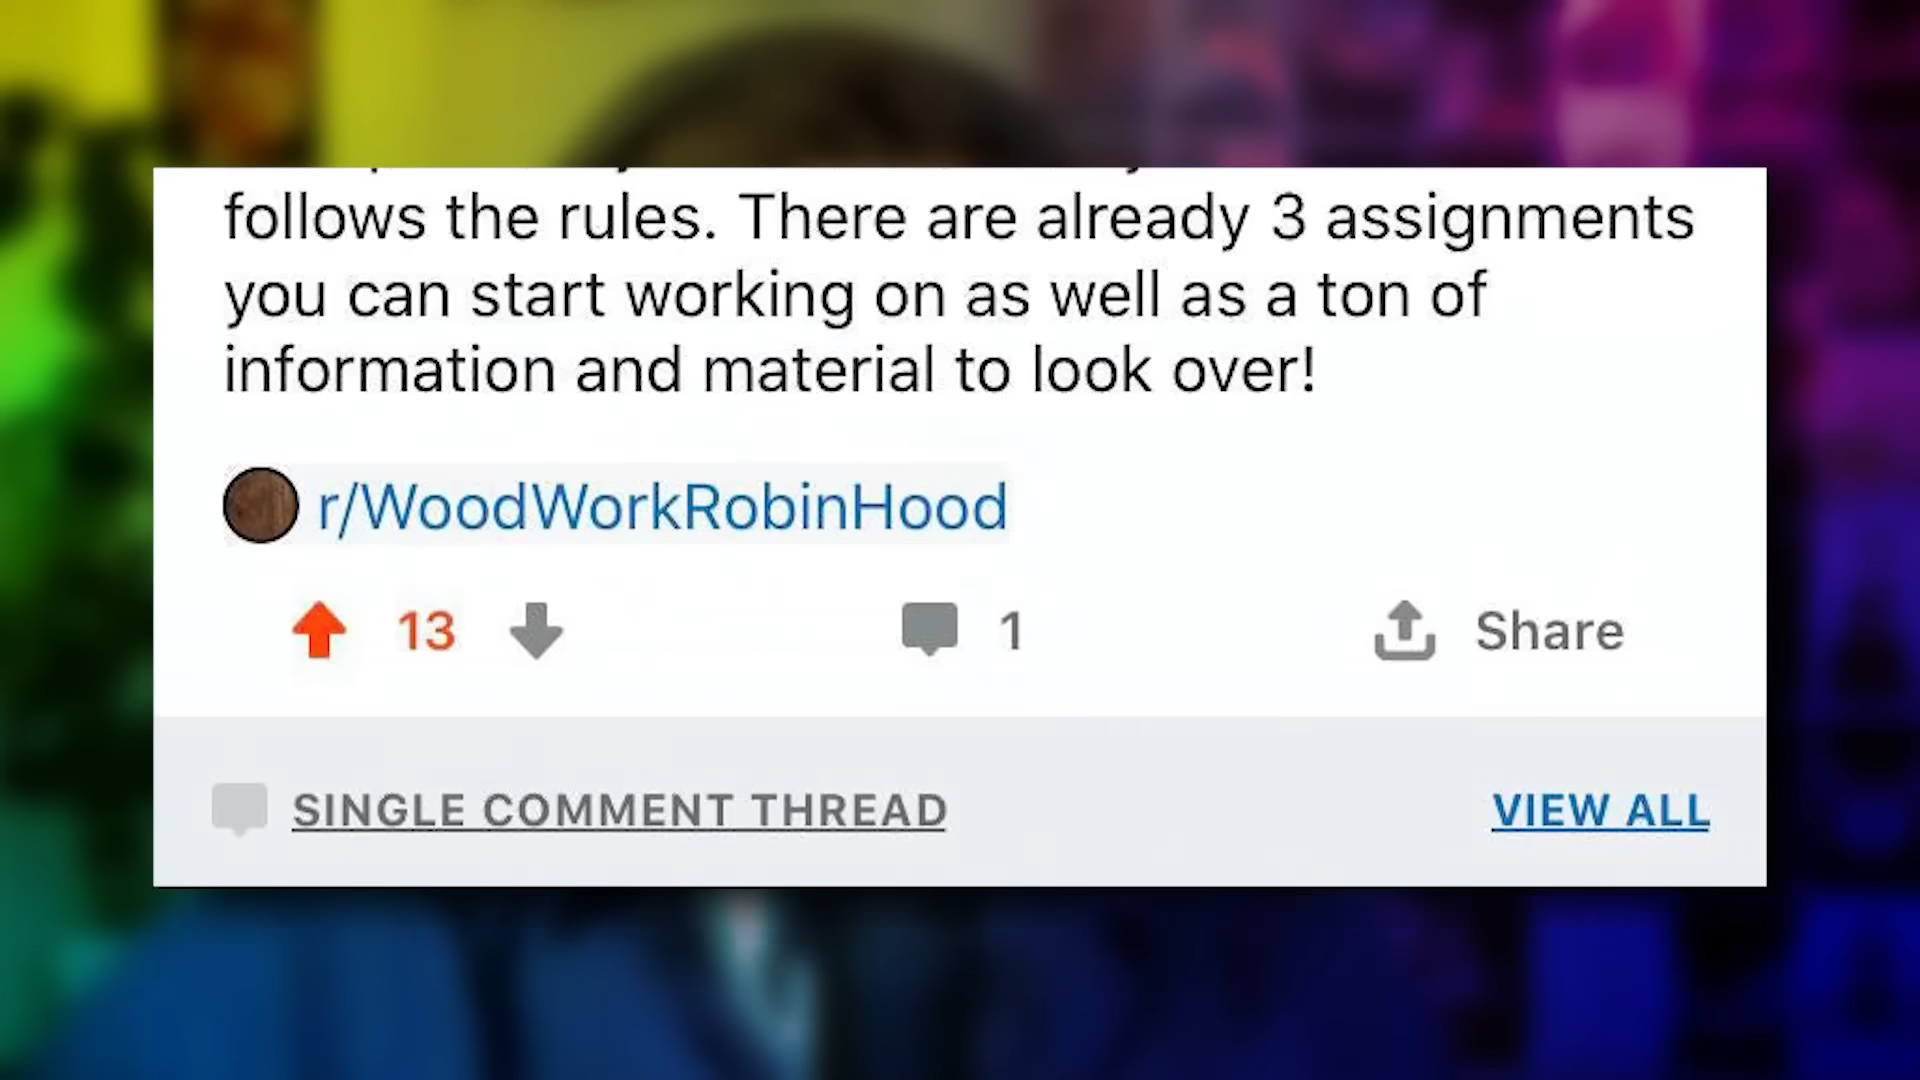 follows the rules. There are already 3 assignments
you can start working on as well as a ton of
information and material to look over!
r/WoodWorkRobinHood
13
1
Share
SINGLE COMMENT THREAD
VIEW ALL